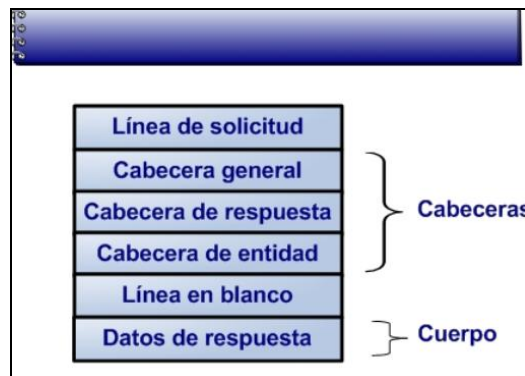 Línea de solicitud
Cabecera general
Cabecera de respuesta
Cabecera de entidad
Cabeceras
Línea en blanco
Datos de respuesta
Cuerpo